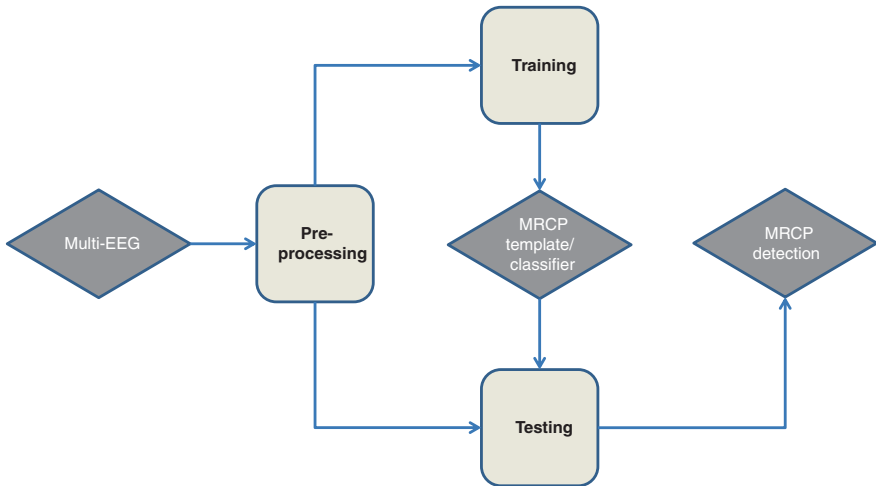 Training
Multi-EEG
Pre-
processing
MRCP
template/
classifier
MRCP
detection
Testing